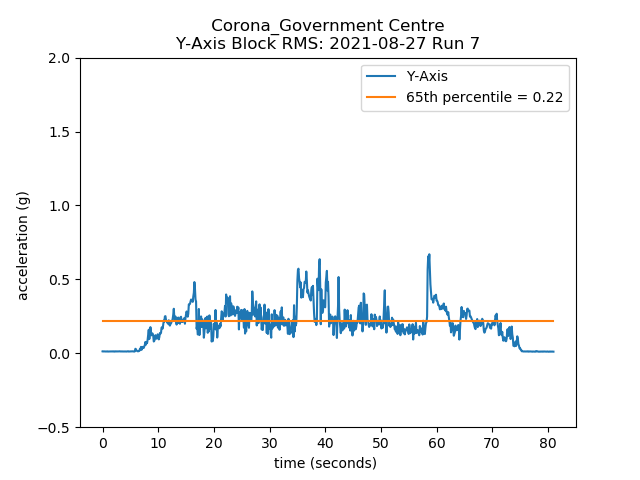 Corona_Government Centre
Y-Axis Block RMS: 2021-08-27 Run 7
Y-Axis
65th percentile = 0.22
acceleration (g)
2.0
1.5
1.0
0.5
0.0
−0.5
0 10 20 30 40 50 60 70 80
time (seconds)